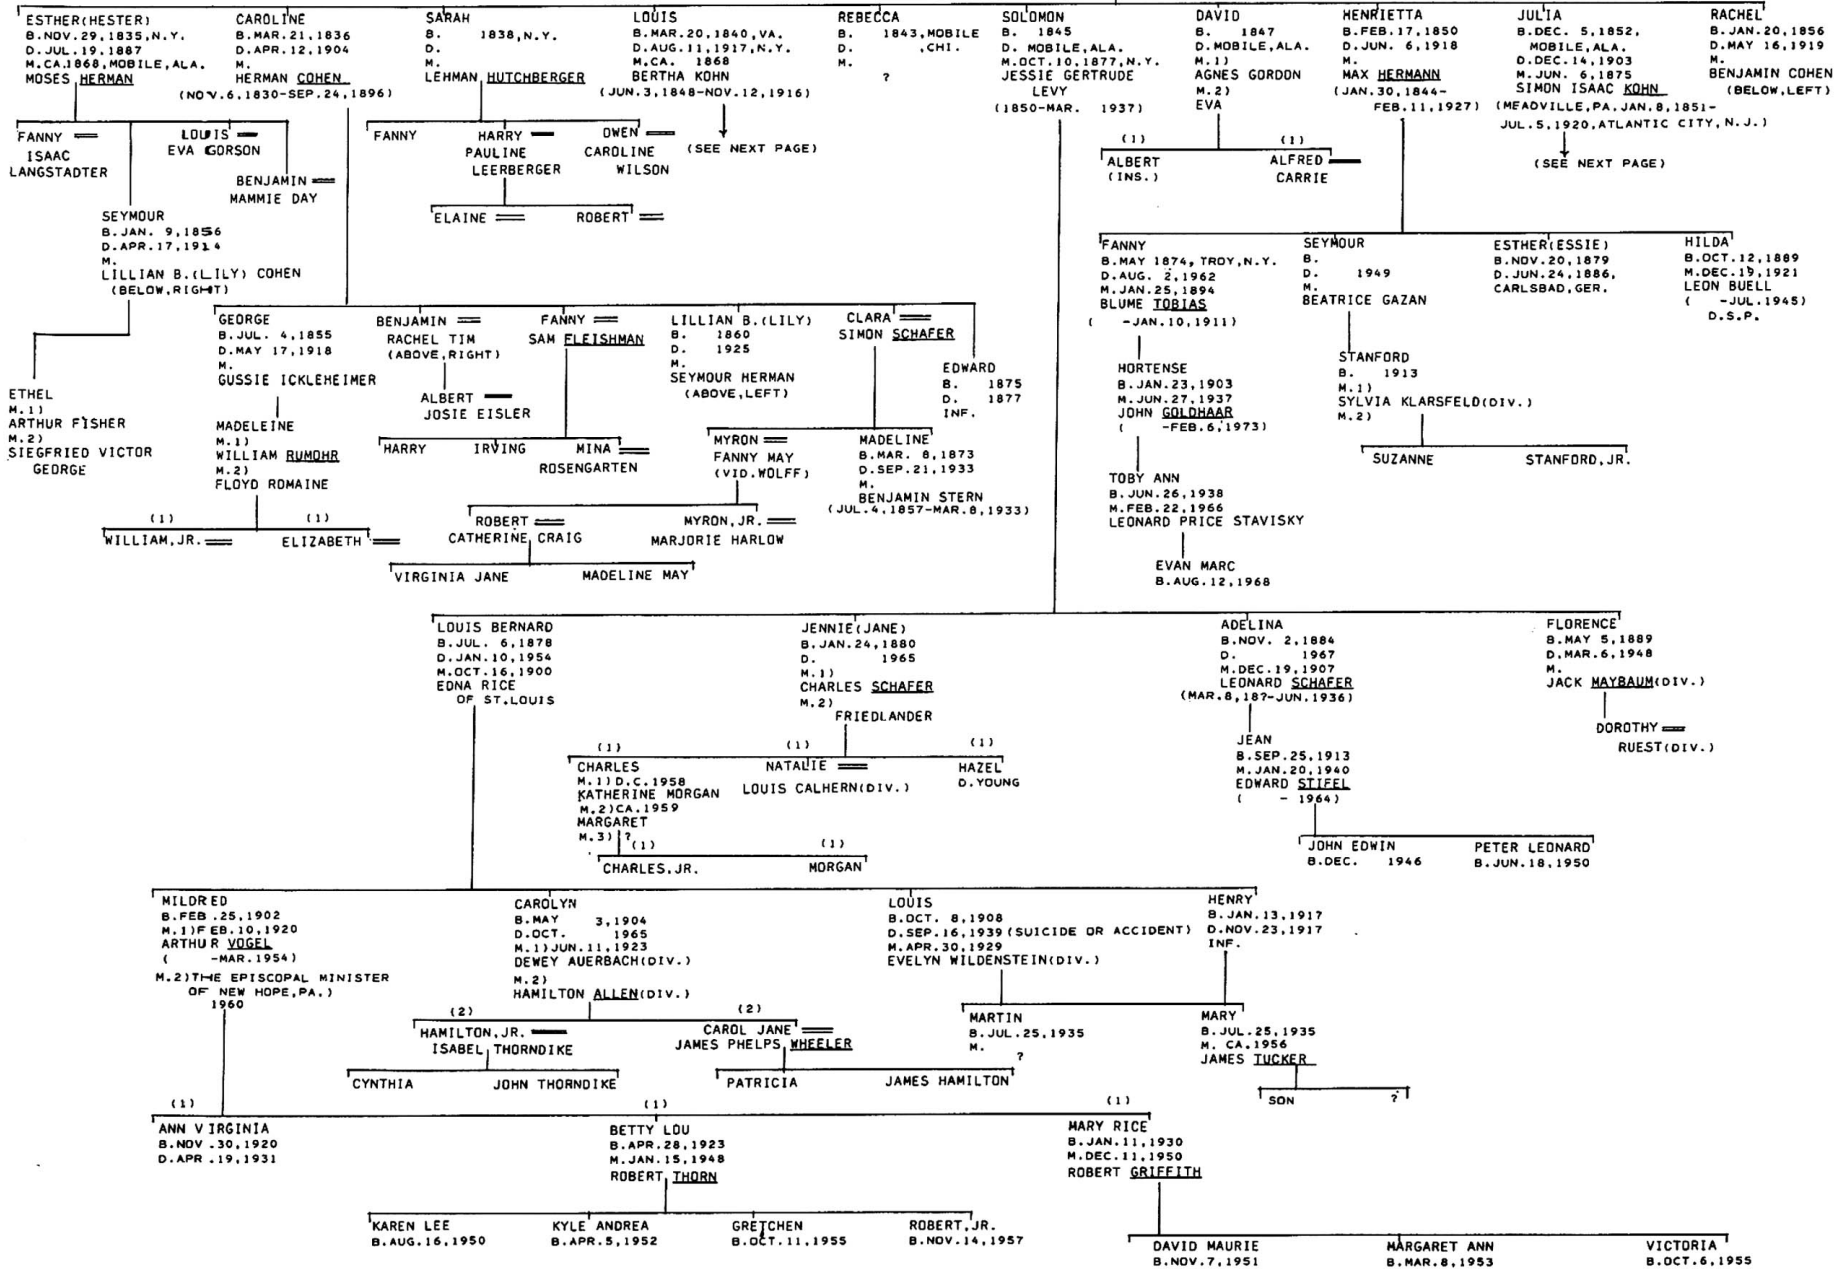 ESTHER(HESTER)
B.NOV.29,1835,N.Y.
D.JUL.19,1887
M.CA.1868,MOBILE,ALA.
MOSES HERMAN
CAROLINE
B.MAR.21,1836
D.APR.12,1904
M.
HERMAN COHEN
(NOV.6,1830-SEP.24,1896)
SARAH
B. 1838,N.Y.
D.
M.
LEHMAN HUTCHBERGER
LOUIS
B.MAR.20,1840,VA.
D.AUG.11,1917,N.Y.
M.CA. 1868
BERTHA KOHN
(JUN.3,1848-NOV.12,1916)
(SEE NEXT PAGE)
REBECCA
B. 1843,MOBILE
D. ,CHI.
M.
?
SOLOMON
B. 1845
D. MOBILE,ALA.
M.OCT.10,1877,N.Y.
JESSIE GERTRUDE
LEVY
(1850-MAR. 1937)
DAVID
B. 1847
D.MOBILE,ALA.
M.1)
AGNES GORDON
M.2)
EVA
HENRIETTA
B.FEB.17,1850
D.JUN. 6,1918
M.
MAX HERMANN
(JAN.30,1844-
FEB.11,1927)
JULIA
B.DEC. 5,1852,
MOBILE,ALA.
D.DEC.14,1903
M.JUN. 6,1875
SIMON ISAAC KOHN
(MEADVILLE,PA.JAN.8,1851-
JUL.5,1920,ATLANTIC CITY,N.J.)
(SEE NEXT PAGE)
RACHEL
B.JAN.20,1856
D.MAY 16,1919
M.
BENJAMIN COHEN
(BELOW,LEFT)
FANNY
ISAAC
LANGSTADTER
LOUIS
EVA GORSON
BENJAMIN
MAMMIE DAY
SEYMOUR
B.JAN. 9,1856
D.APR.17,1914
M.
LILLIAN B.(LILY) COHEN
(BELOW,RIGHT)
FANNY
HARRY
PAULINE
LEERBERGER
OWEN
CAROLINE
WILSON
ELAINE
ROBERT
(1)
ALBERT
(INS.)
(1)
ALFRED
CARRIE
FANNY
B.MAY 1874, TROY,N.Y.
D.AUG. 2,1962
M.JAN.25,1894
BLUME TOBIAS
( -JAN.10,1911)
SEYMOUR
B.
D. 1949
M.
BEATRICE GAZAN
ESTHER(ESSIE)
B.NOV.20,1879
D.JUN.24,1886,
CARLSBAD,GER.
HILDA
B.OCT.12,1889
M.DEC.19,1921
LEON BUELL
( -JUL.1945)
D.S.P.
ETHEL
M.1)
ARTHUR FISHER
M.2)
SIEGFRIED VICTOR
GEORGE
GEORGE
B.JUL. 4,1855
D.MAY 17,1918
M.
GUSSIE ICKLEHEIMER
BENJAMIN
RACHEL TIM
(ABOVE,RIGHT)
FANNY
SAM FLEISHMAN
LILLIAN B.(LILY)
B. 1860
D. 1925
M.
SEYMOUR HERMAN
(ABOVE,LEFT)
CLARA
SIMON SCHAFER
EDWARD
B. 1875
D. 1877
INF.
MADELEINE
M.1)
WILLIAM RUMOHR
M.2)
FLOYD ROMAINE
ALBERT
JOSIE EISLER
HARRY
IRVING
MINA
ROSENGARTEN
MYRON
FANNY MAY
(VID.WOLFF)
MADELINE
B.MAR. 8,1873
D.SEP.21,1933
M.
BENJAMIN STERN
(JUL.4,1857-MAR.8,1933)
HORTENSE
B.JAN.23,1903
M.JUN.27,1937
JOHN GOLDHAAR
( -FEB.6,1973)
STANFORD
B. 1913
M.1)
SYLVIA KLARSFELD(DIV.)
M.2)
SUZANNE
STANFORD,JR.
(1)
WILLIAM,JR.
(1)
ELIZABETH
ROBERT
CATHERINE CRAIG
MYRON,JR.
MARJORIE HARLOW
VIRGINIA JANE
MADELINE MAY
TOBY ANN
B.JUN.26,1938
M.FEB.22,1966
LEONARD PRICE STAVISKY
EVAN MARC
B.AUG.12,1968
LOUIS BERNARD
B.JUL. 6,1878
D.JAN.10,1954
M.OCT.16,1900
EDNA RICE
OF ST.LOUIS
JENNIE(JANE)
B.JAN.24,1880
D. 1965
M.1)
CHARLES SCHAFER
M.2)
FRIEDLANDER
ADELINA
B.NOV. 2,1884
D. 1967
M.DEC.19,1907
LEONARD SCHAFER
(MAR.8,187-JUN.1936)
FLORENCE
B.MAY 5,1889
D.MAR.6,1948
M.
JACK MAYBAUM(DIV.)
(1)
CHARLES
M.1)D.C.1958
KATHERINE MORGAN
M.2)CA.1959
MARGARET
M.3) ?
(1)
NATALIE
LOUIS CALHERN(DIV.)
(1)
HAZEL
D.YOUNG
JEAN
B.SEP.25,1913
M.JAN.20,1940
EDWARD STIFEL
( - 1964)
DOROTHY
RUEST(DIV.)
(1)
CHARLES,JR.
(1)
MORGAN
JOHN EDWIN
B.DEC. 1946
PETER LEONARD
B.JUN.18,1950
MILDRED
B.FEB.25,1902
M.1)FEB.10,1920
ARTHUR VOGEL
( -MAR.1954)
M.2)THE EPISCOPAL MINISTER
OF NEW HOPE,PA.)
1960
CAROLYN
B.MAY 3,1904
D.OCT. 1965
M.1)JUN.11,1923
DEWEY AUERBACH(DIV.)
M.2)
HAMILTON ALLEN(DIV.)
LOUIS
B.OCT. 8,1908
D.SEP.16,1939(SUICIDE OR ACCIDENT)
M.APR.30,1929
EVELYN WILDENSTEIN(DIV.)
HENRY
B.JAN.13,1917
D.NOV.23,1917
INF.
(2)
HAMILTON,JR.
ISABEL THORNDIKE
(2)
CAROL JANE
JAMES PHELPS WHEELER
MARTIN
B.JUL.25,1935
M.
?
MARY
B.JUL.25,1935
M. CA.1956
JAMES TUCKER
CYNTHIA
JOHN THORNDIKE
PATRICIA
JAMES HAMILTON
SON
?
(1)
ANN VIRGINIA
B.NOV.30,1920
D.APR.19,1931
(1)
BETTY LOU
B.APR.28,1923
M.JAN.15,1948
ROBERT THORN
(1)
MARY RICE
B.JAN.11,1930
M.DEC.11,1950
ROBERT GRIFFITH
KAREN LEE
B.AUG.16,1950
KYLE ANDREA
B.APR.5,1952
GRETCHEN
B.OCT.11,1955
ROBERT,JR.
B.NOV.14,1957
DAVID MAURIE
B.NOV.7,1951
MARGARET ANN
B.MAR.8,1953
VICTORIA
B.OCT.6,1955